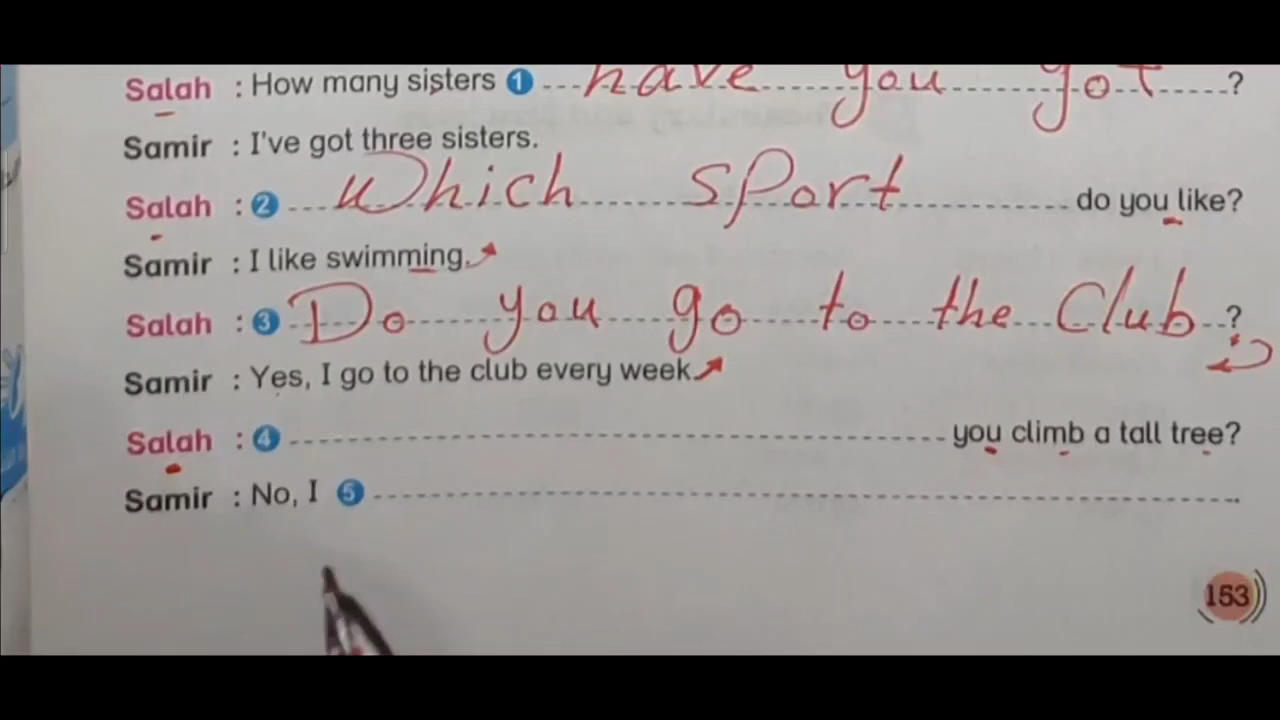 Salah : How many sisters 1 have you got ?
Samir : I've got three sisters.
Salah : 2 Which sport do you like?
Samir : I like swimming.
Salah : 3 Do you go to the Club ?
Samir : Yes, I go to the club every week
Salah : 4 you climb a tall tree?
Samir : No, I 5
153